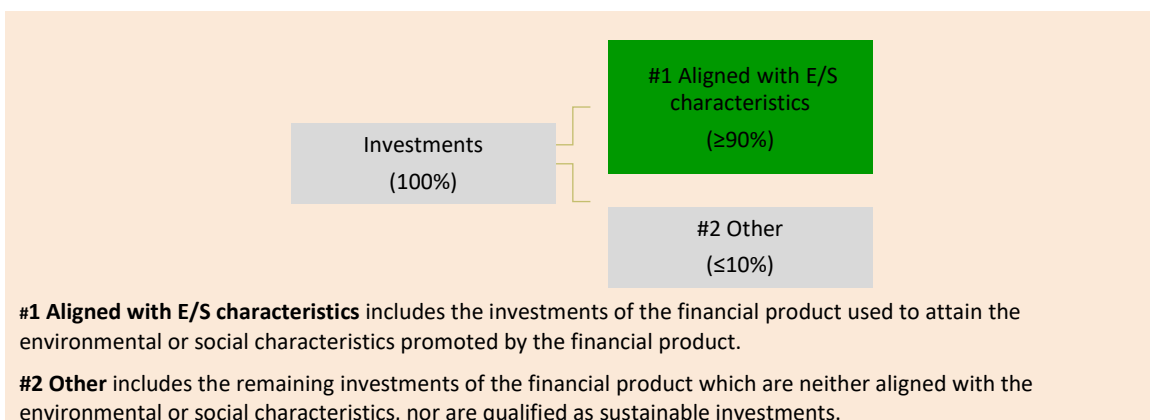 #1 Aligned with E/S
characteristics
(≥90%)
Investments
(100%)
#2 Other
(≤10%)
#1 Aligned with E/S characteristics includes the investments of the financial product used to attain the
environmental or social characteristics promoted by the financial product.
#2 Other includes the remaining investments of the financial product which are neither aligned with the
environmental or social characteristics, nor are qualified as sustainable investments.